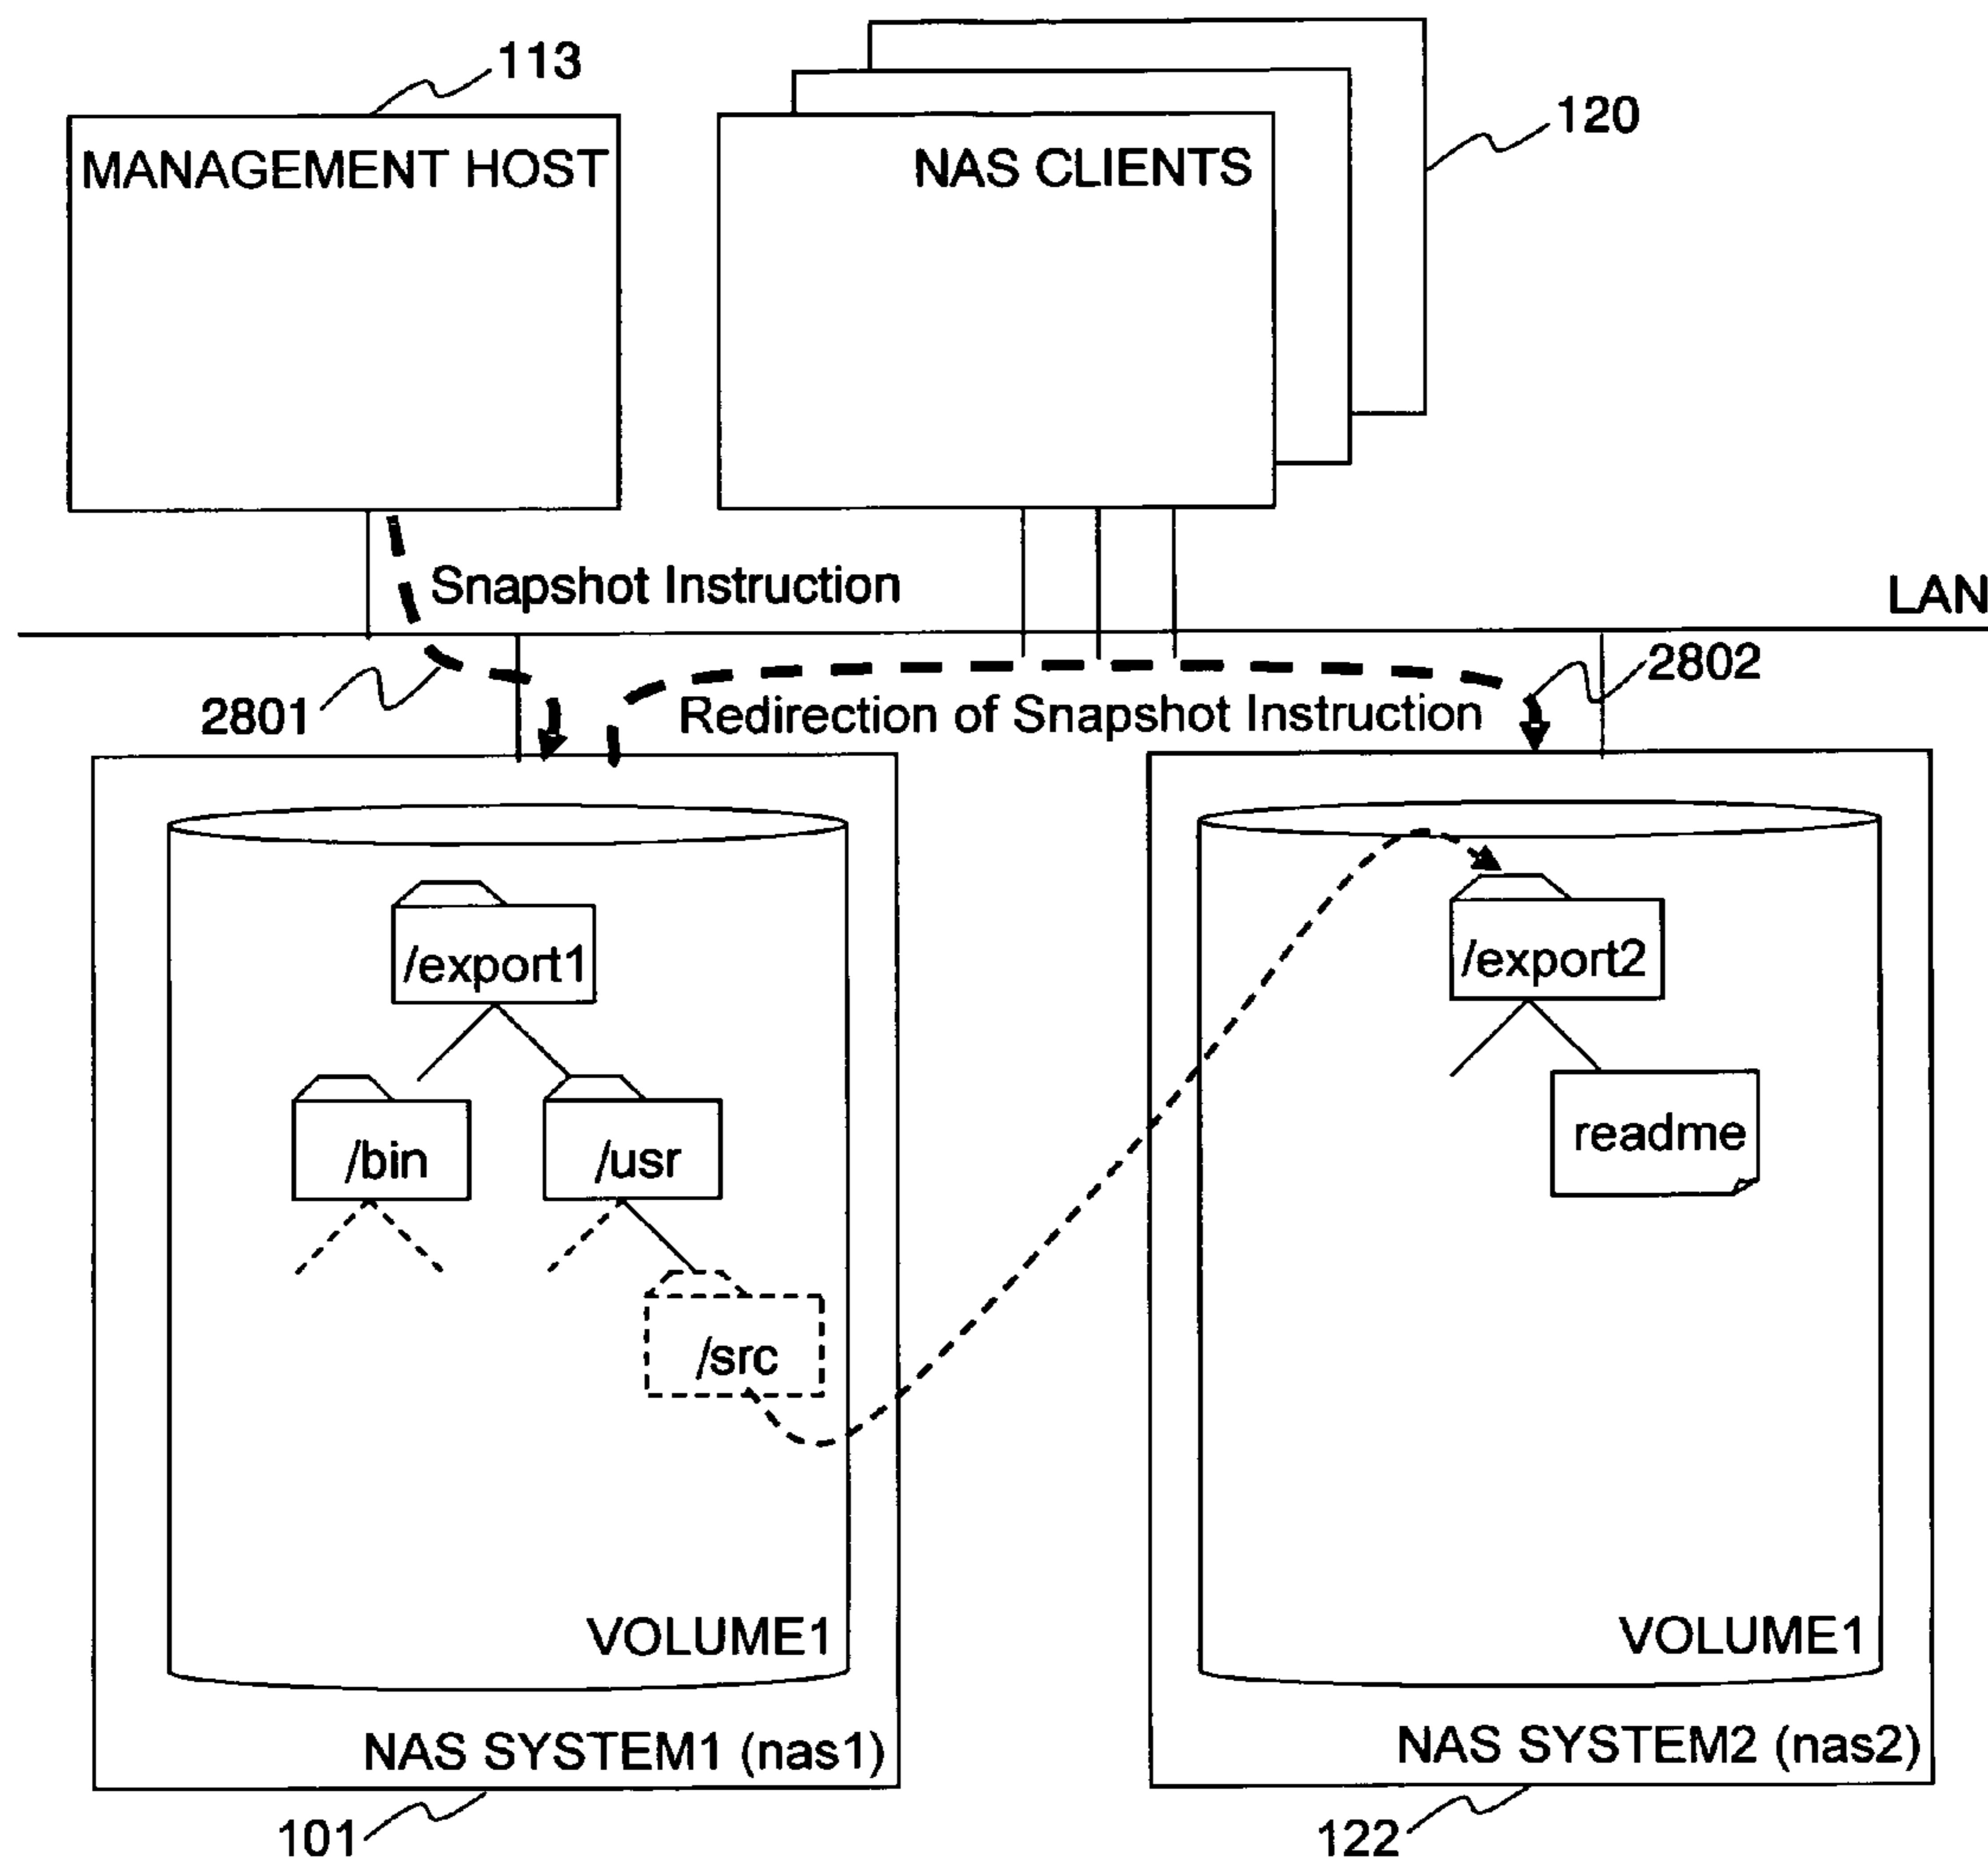 113
120
MANAGEMENT HOST
NAS CLIENTS
Snapshot Instruction
LAN
2801
Redirection of Snapshot Instruction
2802
/export1
/export2
/bin
/usr
readme
/src
VOLUME1
VOLUME1
NAS SYSTEM1 (nas1)
NAS SYSTEM2 (nas2)
101
122